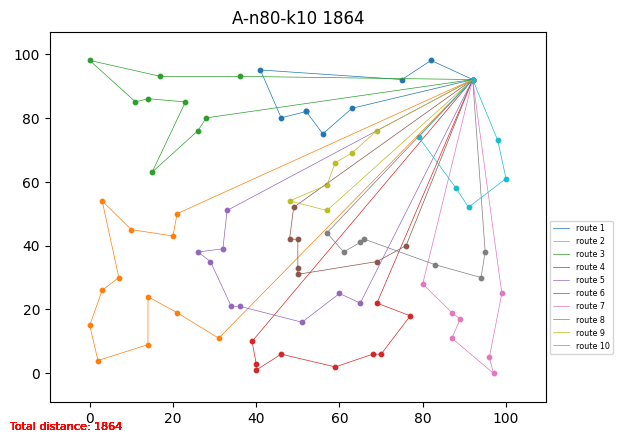 A-n80-k10 1864
100
80
60
40
20
0
0 20 40 60 80 100
route 1
route 2
route 3
route 4
route 5
route 6
route 7
route 8
route 9
route 10
Total distance: 1864